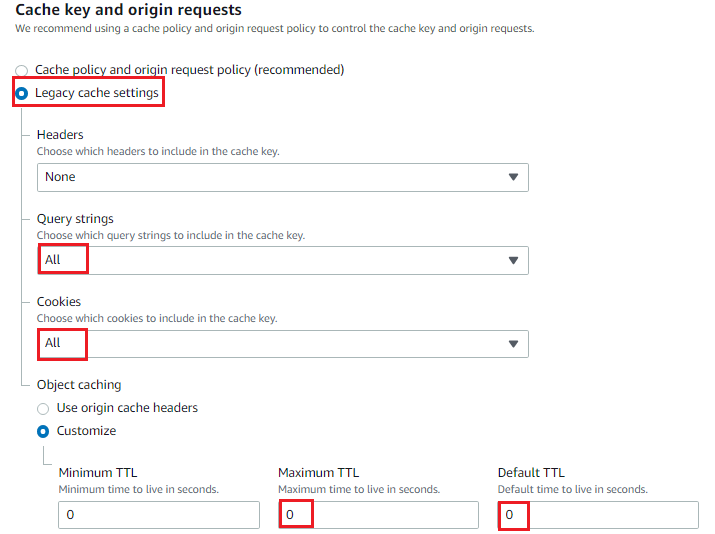 Cache key and origin requests
We recommend using a cache policy and origin request policy to control the cache key and origin requests.
Cache policy and origin request policy (recommended)
Legacy cache settings
Headers
Choose which headers to include in the cache key.
None
Query strings
Choose which query strings to include in the cache key.
All
Cookies
Choose which cookies to include in the cache key.
All
Object caching
Use origin cache headers
Customize
Minimum TTL
Minimum time to live in seconds.
0
Maximum TTL
Maximum time to live in seconds.
0
Default TTL
Default time to live in seconds.
0